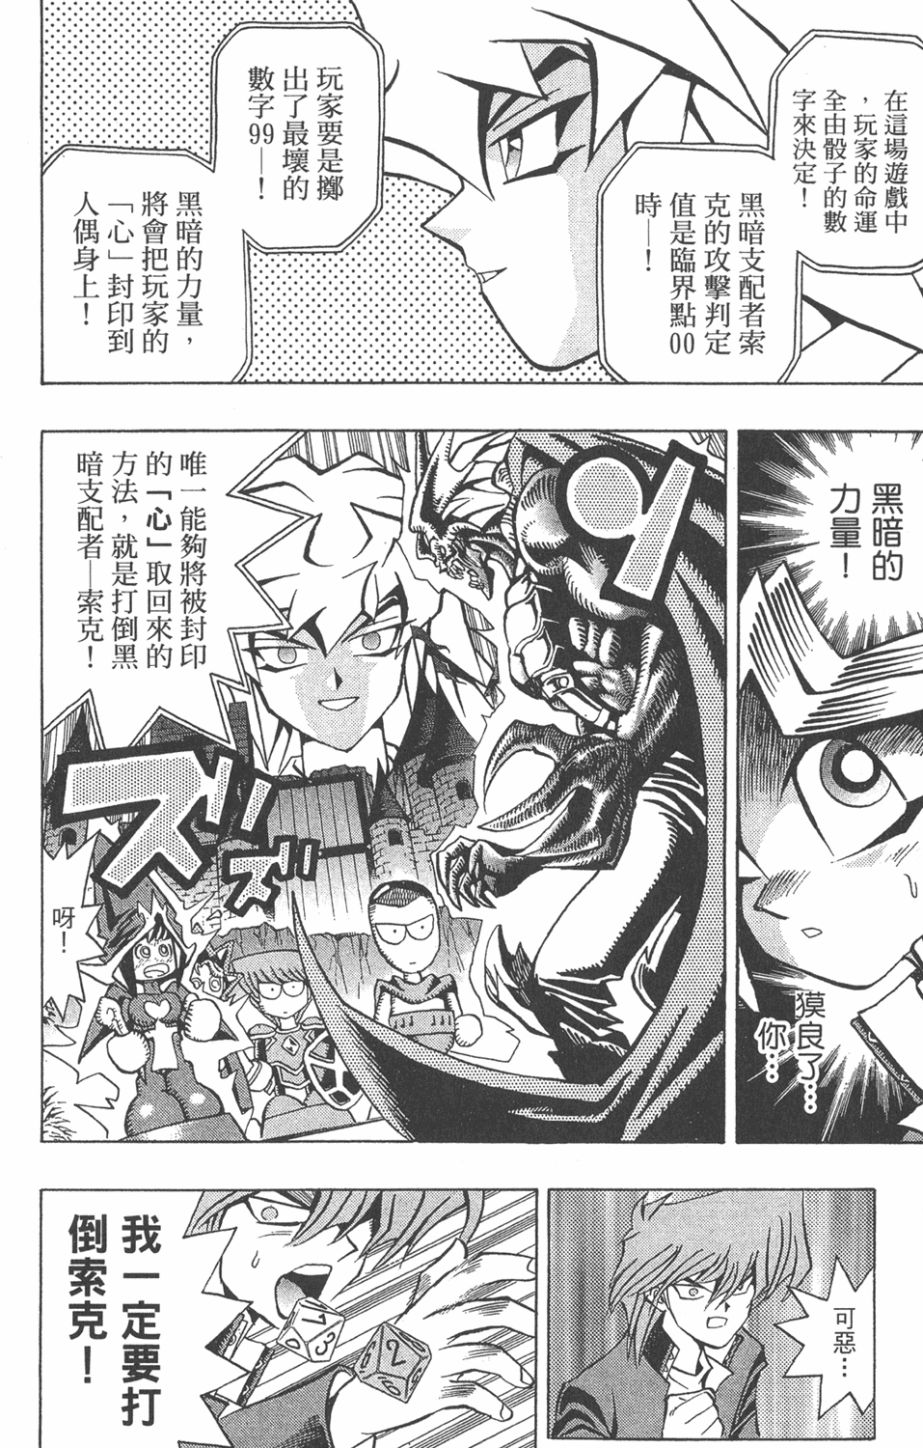 在這場遊戲中
，玩家的命運
全由骰子的數
字來決定！
黑暗支配者索
克的攻擊判定
值是臨界點00
時—！
玩家要是擲
出了最壞的
數字99—！
黑暗的力量，
將會把玩家的
「心」封印到
人偶身上！
黑暗的
力量！
獏良了…
你…
唯一能夠將被封印
的「心」取回來的
方法，就是打倒黑
暗支配者—索克！
ズズズ
呀！
可惡…
我一定要打
倒索克！
13
2
6